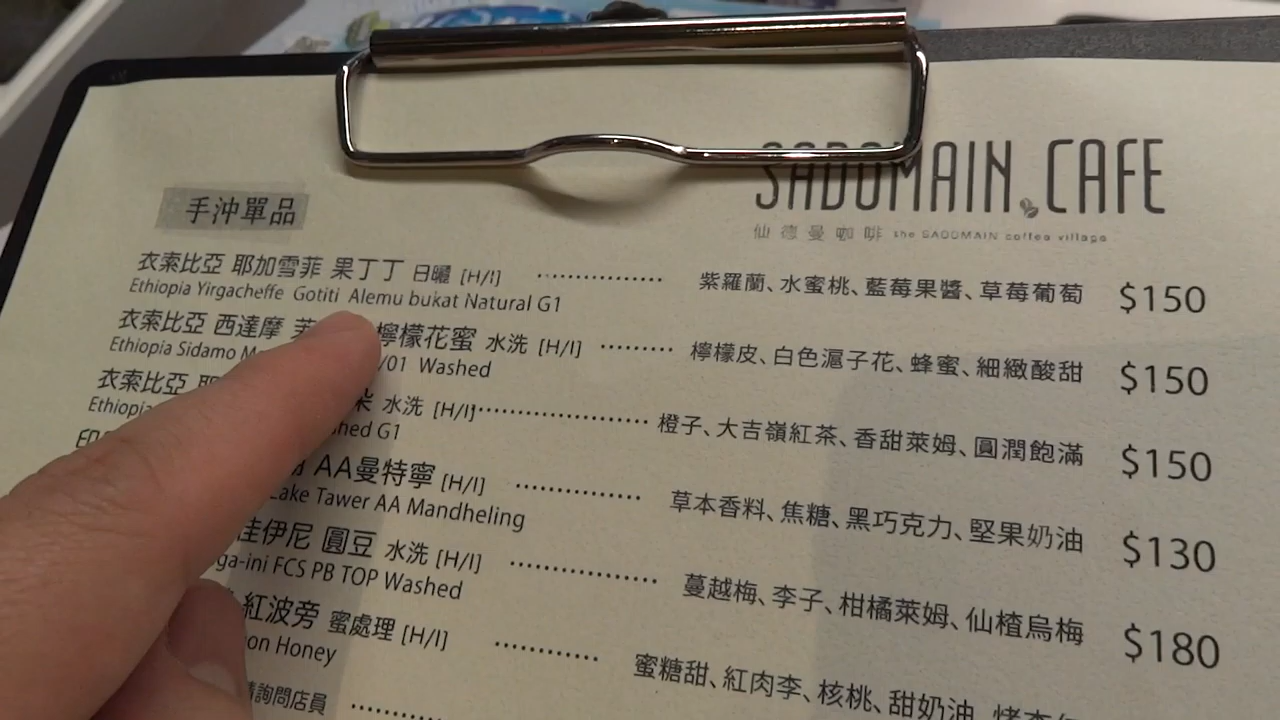 SADOMAIN CAFE
仙德曼咖啡 the SADOMAIN coffee village
手沖單品
衣索比亞 耶加雪菲 果丁丁 日曬 [H/I] 紫羅蘭、水蜜桃、藍莓果醬、草莓葡萄 $150
Ethiopia Yirgacheffe Gotiti Alemu bukat Natural G1
衣索比亞 西達摩 檸檬花蜜 水洗 [H/I] 檸檬皮、白色滬子花、蜂蜜、細緻酸甜 $150
Ethiopia Sidamo /01 Washed
衣索比亞 水洗 [H/I] 橙子、大吉嶺紅茶、香甜萊姆、圓潤飽滿 $150
Ethiopia G1
AA曼特寧 [H/I] 草本香料、焦糖、黑巧克力、堅果奶油 $130
Lake Tawer AA Mandheling
佳伊尼 圓豆 水洗 [H/I] 蔓越梅、李子、柑橘萊姆、仙楂烏梅 $180
ga-ini FCS PB TOP Washed
紅波旁 蜜處理 [H/I] 蜜糖甜、紅肉李、核桃、甜奶油
Honey
請詢問店員